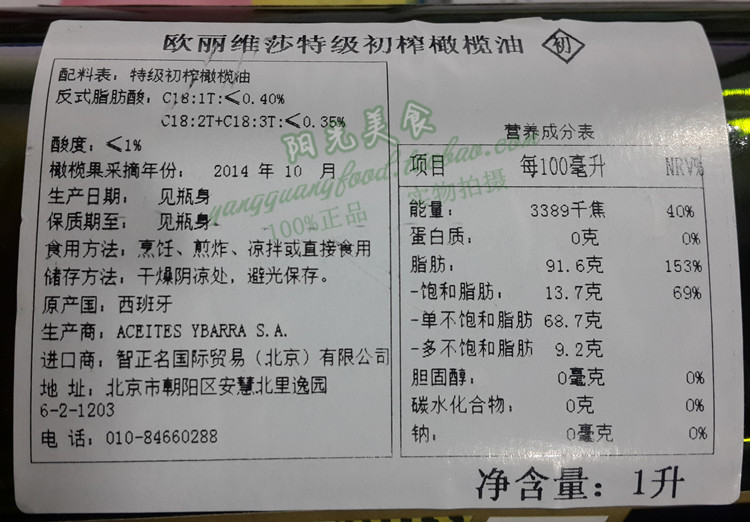 欧丽维莎特级初榨橄榄油 初
配料表：特级初榨橄榄油
反式脂肪酸：C18:1T:≤0.40%
C18:2T+C18:3T:≤0.35%
酸度：≤1%
橄榄果采摘年份： 2014 年 10 月
生产日期： 见瓶身
保质期至： 见瓶身
食用方法：烹饪、煎炸、凉拌或直接食用
储存方法：干燥阴凉处，避光保存。
原产国：西班牙
生产商：ACEITES YBARRA S.A.
进口商：智正名国际贸易（北京）有限公司
地 址：北京市朝阳区安慧北里逸园
6-2-1203
电 话：010-84660288
营养成分表
项目 每100毫升 NRV%
能量： 3389千焦 40%
蛋白质： 0克 0%
脂肪： 91.6克 153%
-饱和脂肪： 13.7克 69%
-单不饱和脂肪 68.7克
-多不饱和脂肪 9.2克
胆固醇： 0毫克 0%
碳水化合物： 0克 0%
钠： 0毫克 0%
净含量：1升
阳光美食
yangguangfood.taobao.com
100%正品 实物拍摄